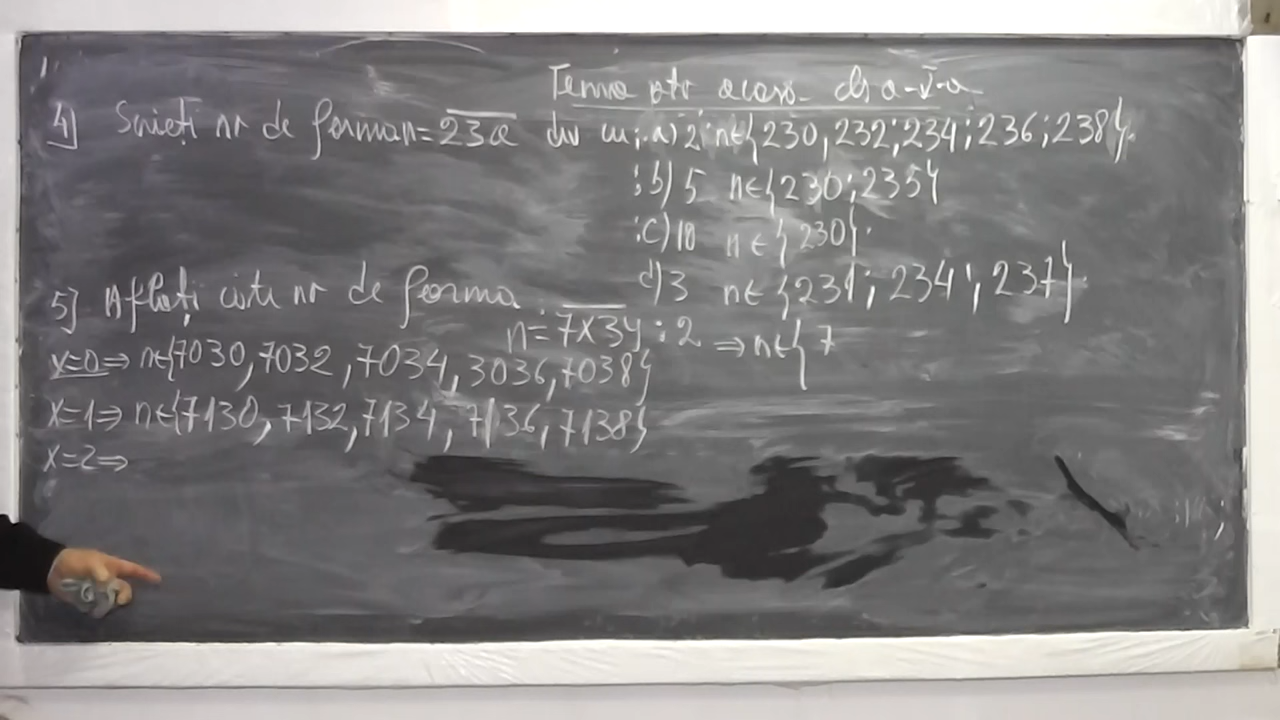 Tema ptr acasă cls a-V-a
4) Scrieți nr de forma n=23a div cu: a) 2; n∈{230, 232; 234; 236; 238}.
; b) 5 n∈{230; 235}
; c) 10 n∈{230}.
d) 3 n∈{231; 234; 237}.
5) Aflați câte nr de forma
n=7x3y ⋮ 2 ⇒ n∈{7
x=0⇒ n∈{7030, 7032, 7034, 3036, 7038}
x=1⇒ n∈{7130, 7132, 7134, 7136, 7138}
x=2⇒